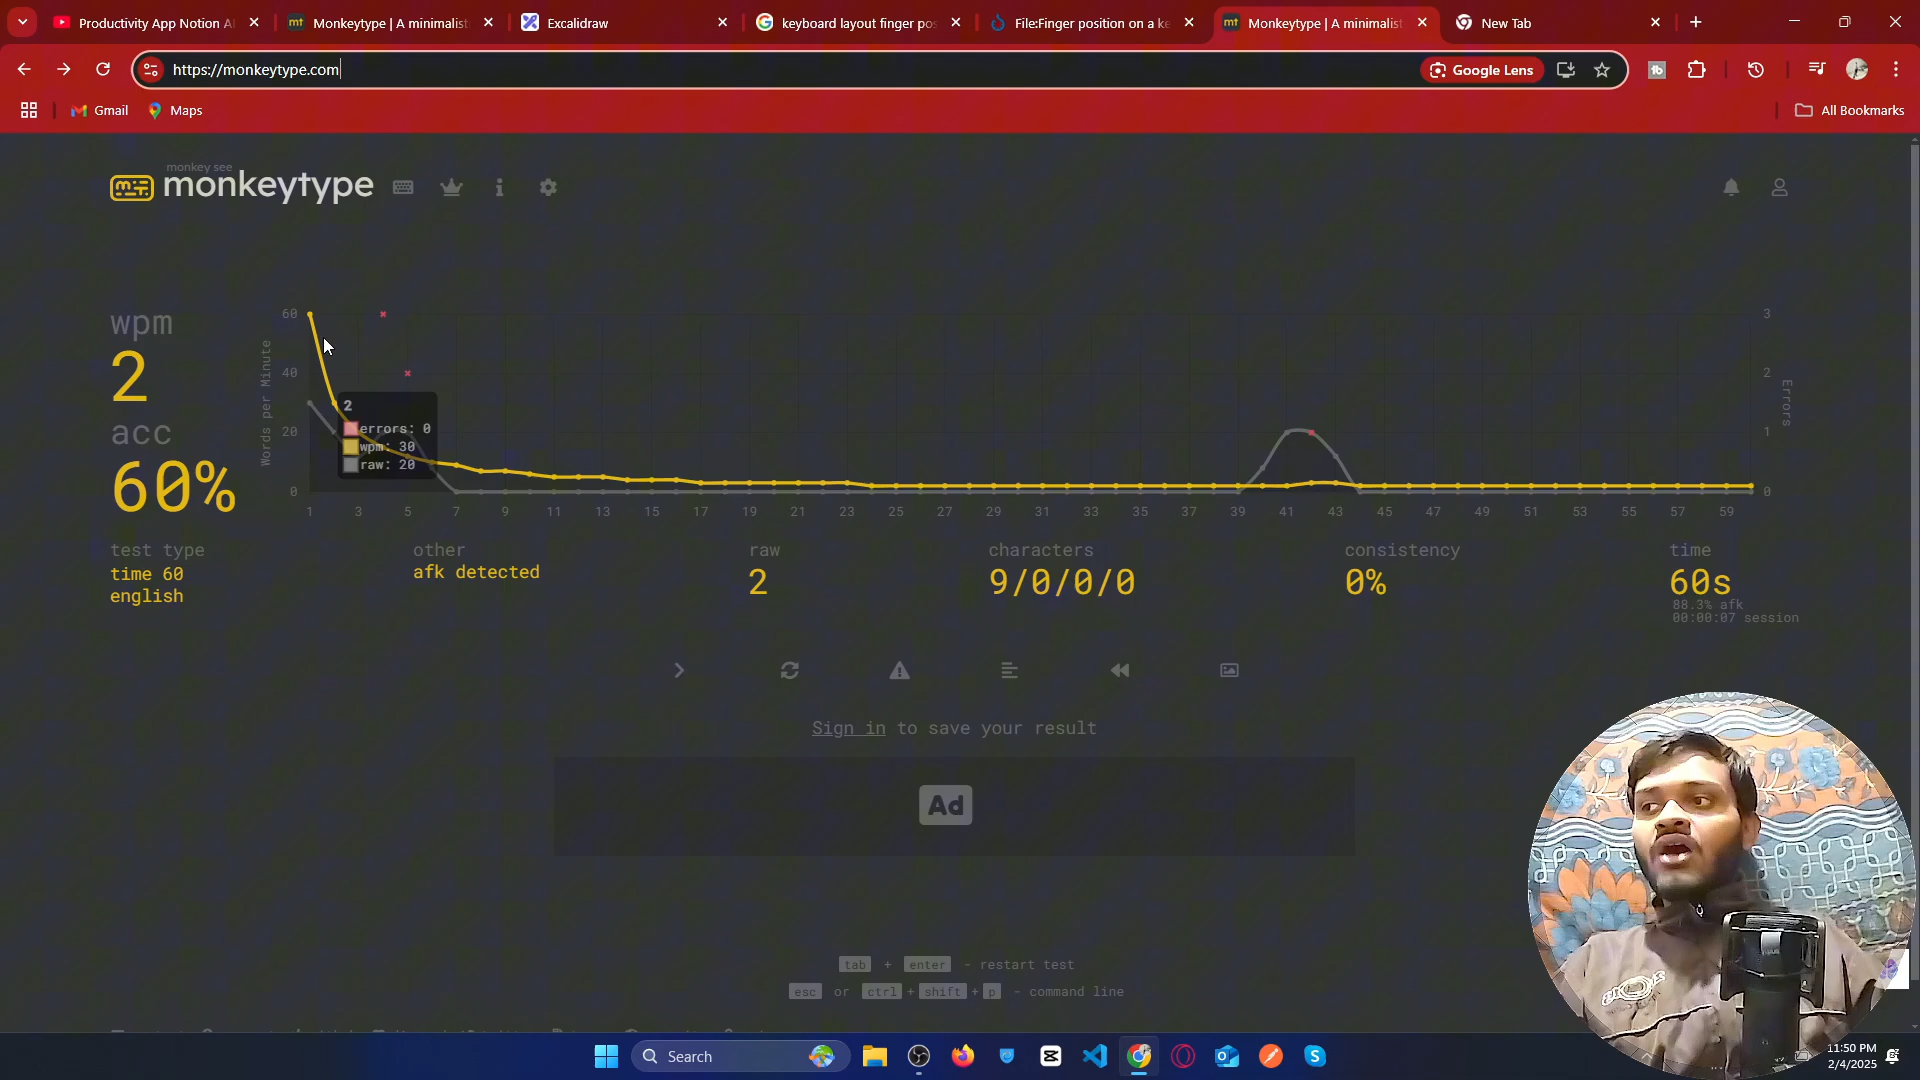 Productivity App Notion A
Monkeytype | A minimalist
Excalidraw
keyboard layout finger pos
File:Finger position on a ke
Monkeytype | A minimalist
New Tab
https://monkeytype.com
Google Lens
Gmail
Maps
All Bookmarks
monkey see
monkeytype
wpm
2
acc
60%
Words per Minute
60
40
20
0
2
errors: 0
wpm: 30
raw: 20
1 3 5 7 9 11 13 15 17 19 21 23 25 27 29 31 33 35 37 39 41 43 45 47 49 51 53 55 57 59
3
2
1
0
Errors
test type
time 60
english
other
afk detected
raw
2
characters
9/0/0/0
consistency
0%
time
60s
88.3% afk
00:00:07 session
Sign in to save your result
Ad
tab + enter - restart test
esc or ctrl + shift + p - command line
Search
11:50 PM
2/4/2025